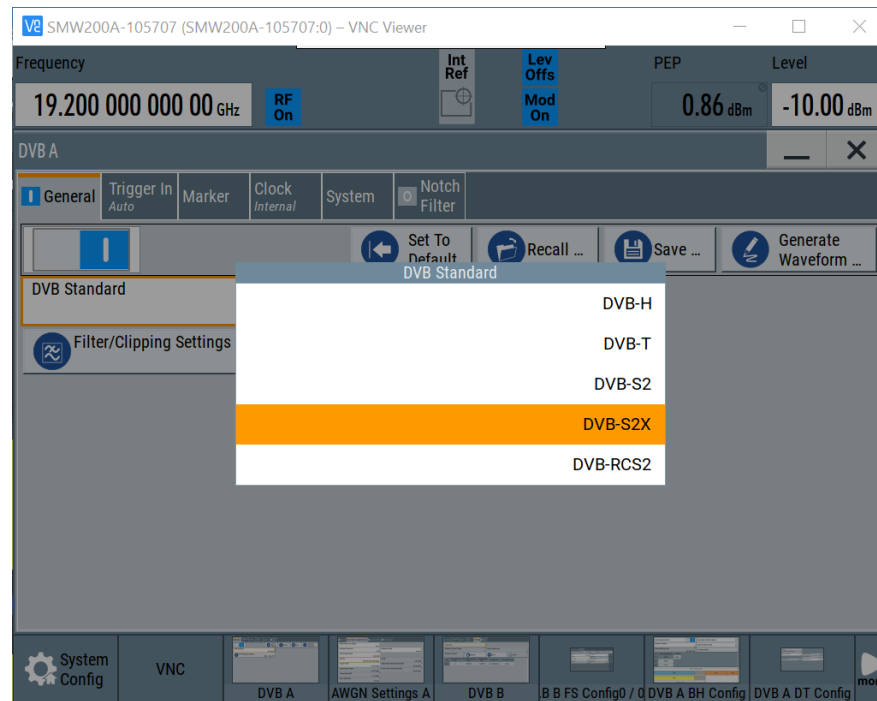 SMW200A-105707 (SMW200A-105707:0) – VNC Viewer
Frequency
Int Ref
Lev Offs
PEP
Level
19.200 000 000 00 GHz
RF On
Mod On
0.86 dBm
-10.00 dBm
DVB A
General
Trigger In
Auto
Marker
Clock
Internal
System
Notch Filter
Set To Default
Recall ...
Save ...
Generate Waveform ...
DVB Standard
DVB Standard
DVB-H
DVB-T
DVB-S2
DVB-S2X
DVB-RCS2
Filter/Clipping Settings
System Config
VNC
DVB A
AWGN Settings A
DVB B
B B FS Config0 / 0
DVB A BH Config
DVB A DT Config